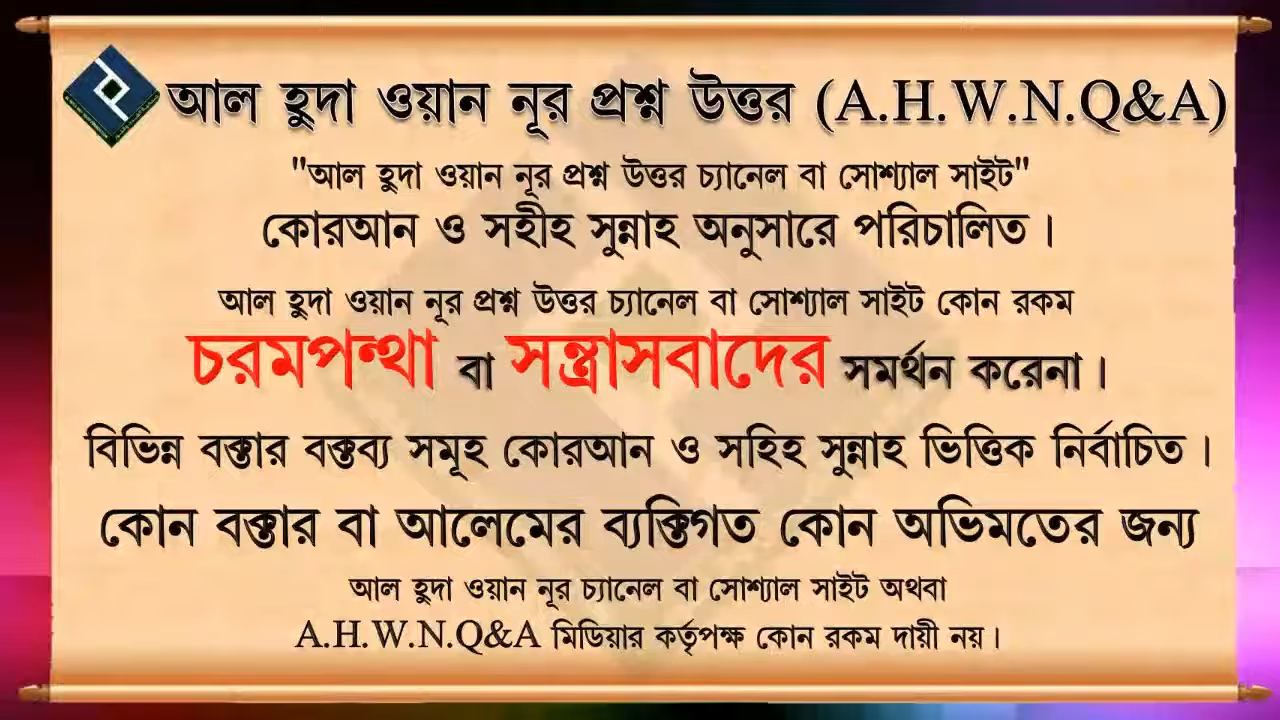 আল হুদা ওয়ান নূর প্রশ্ন উত্তর (A.H.W.N.Q&A)
"আল হুদা ওয়ান নূর প্রশ্ন উত্তর চ্যানেল বা সোশ্যাল সাইট"
কোরআন ও সহীহ সুন্নাহ অনুসারে পরিচালিত।
আল হুদা ওয়ান নূর প্রশ্ন উত্তর চ্যানেল বা সোশ্যাল সাইট কোন রকম
চরমপন্থা বা সন্ত্রাসবাদের সমর্থন করেনা।
বিভিন্ন বক্তার বক্তব্য সমূহ কোরআন ও সহিহ সুন্নাহ ভিত্তিক নির্বাচিত।
কোন বক্তার বা আলেমের ব্যক্তিগত কোন অভিমতের জন্য
আল হুদা ওয়ান নূর চ্যানেল বা সোশ্যাল সাইট অথবা
A.H.W.N.Q&A মিডিয়ার কর্তৃপক্ষ কোন রকম দায়ী নয়।